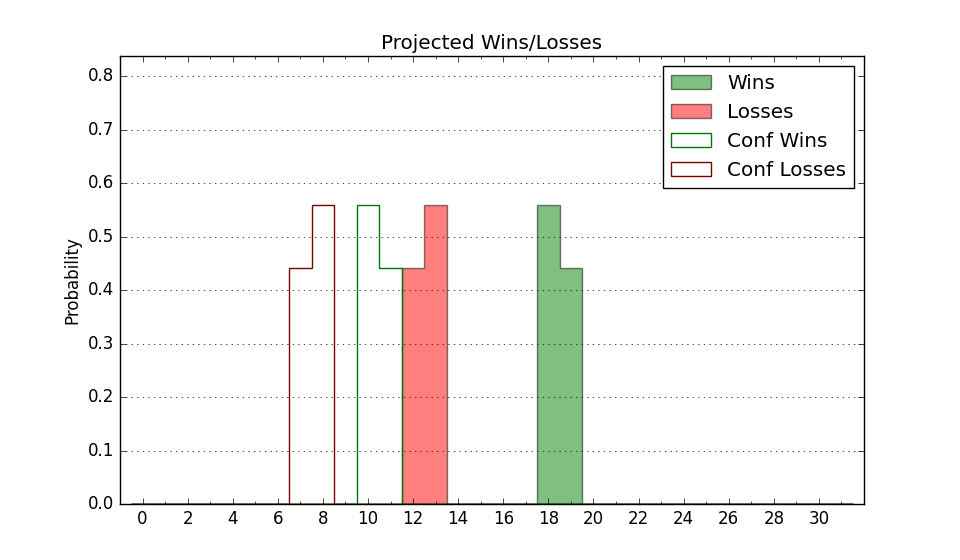 Projected Wins/Losses
Wins
Losses
Conf Wins
Conf Losses
Probability
0.8
0.7
0.6
0.5
0.4
0.3
0.2
0.1
0.0
0 2 4 6 8 10 12 14 16 18 20 22 24 26 28 30